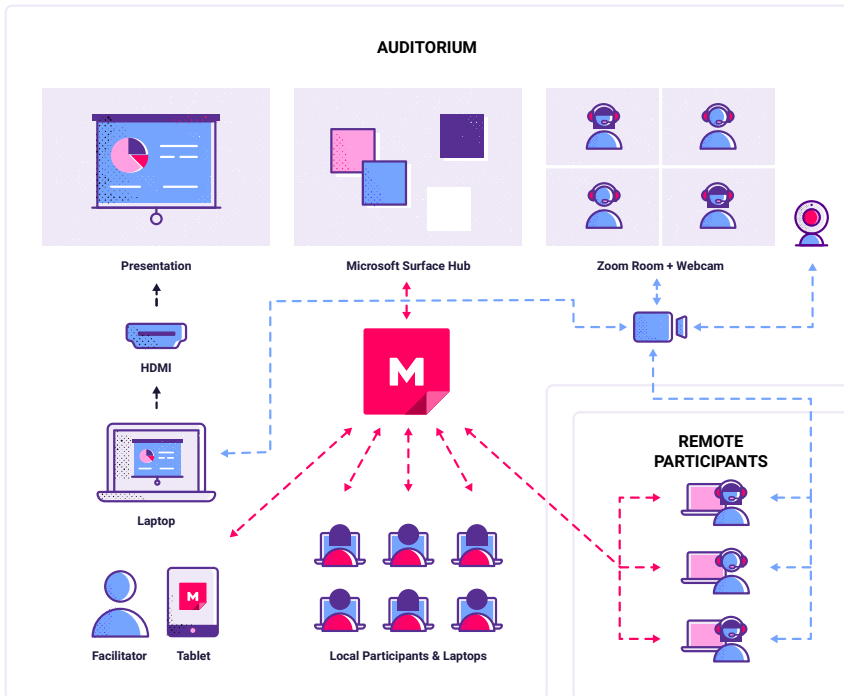 AUDITORIUM
Presentation
Microsoft Surface Hub
Zoom Room + Webcam
HDMI
M
Laptop
REMOTE
PARTICIPANTS
M
Facilitator
Tablet
Local Participants & Laptops